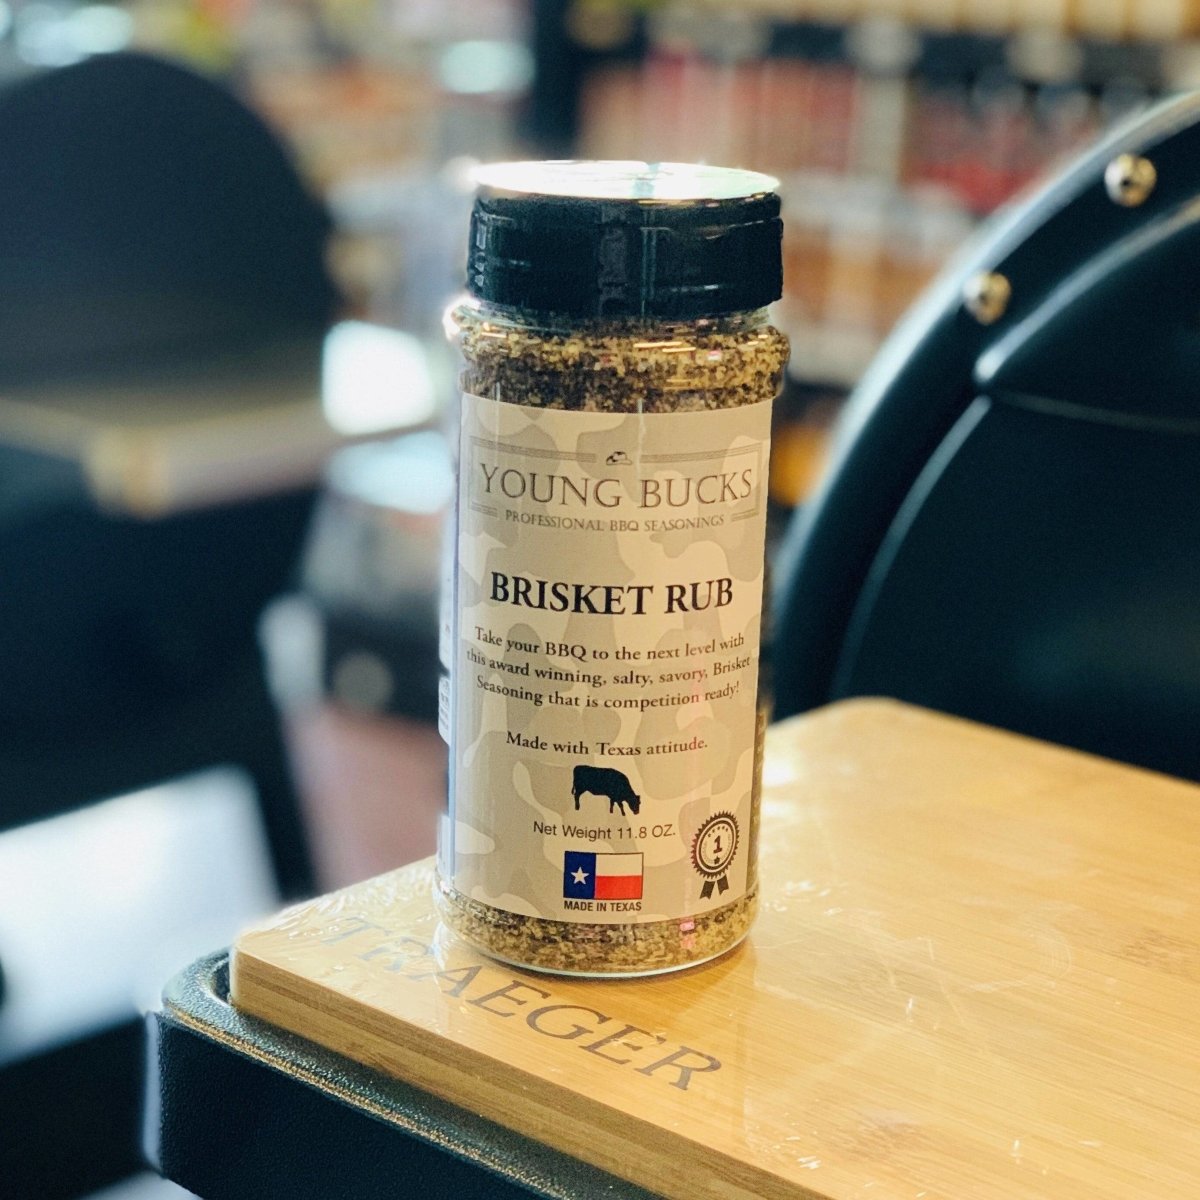 YOUNG BUCKS
PROFESSIONAL BBQ SEASONINGS
BRISKET RUB
Take your BBQ to the next level with
this award winning, salty, savory, Brisket
Seasoning that is competition ready!
Made with Texas attitude.
Net Weight 11.8 OZ.
1
MADE IN TEXAS
TRAEGER